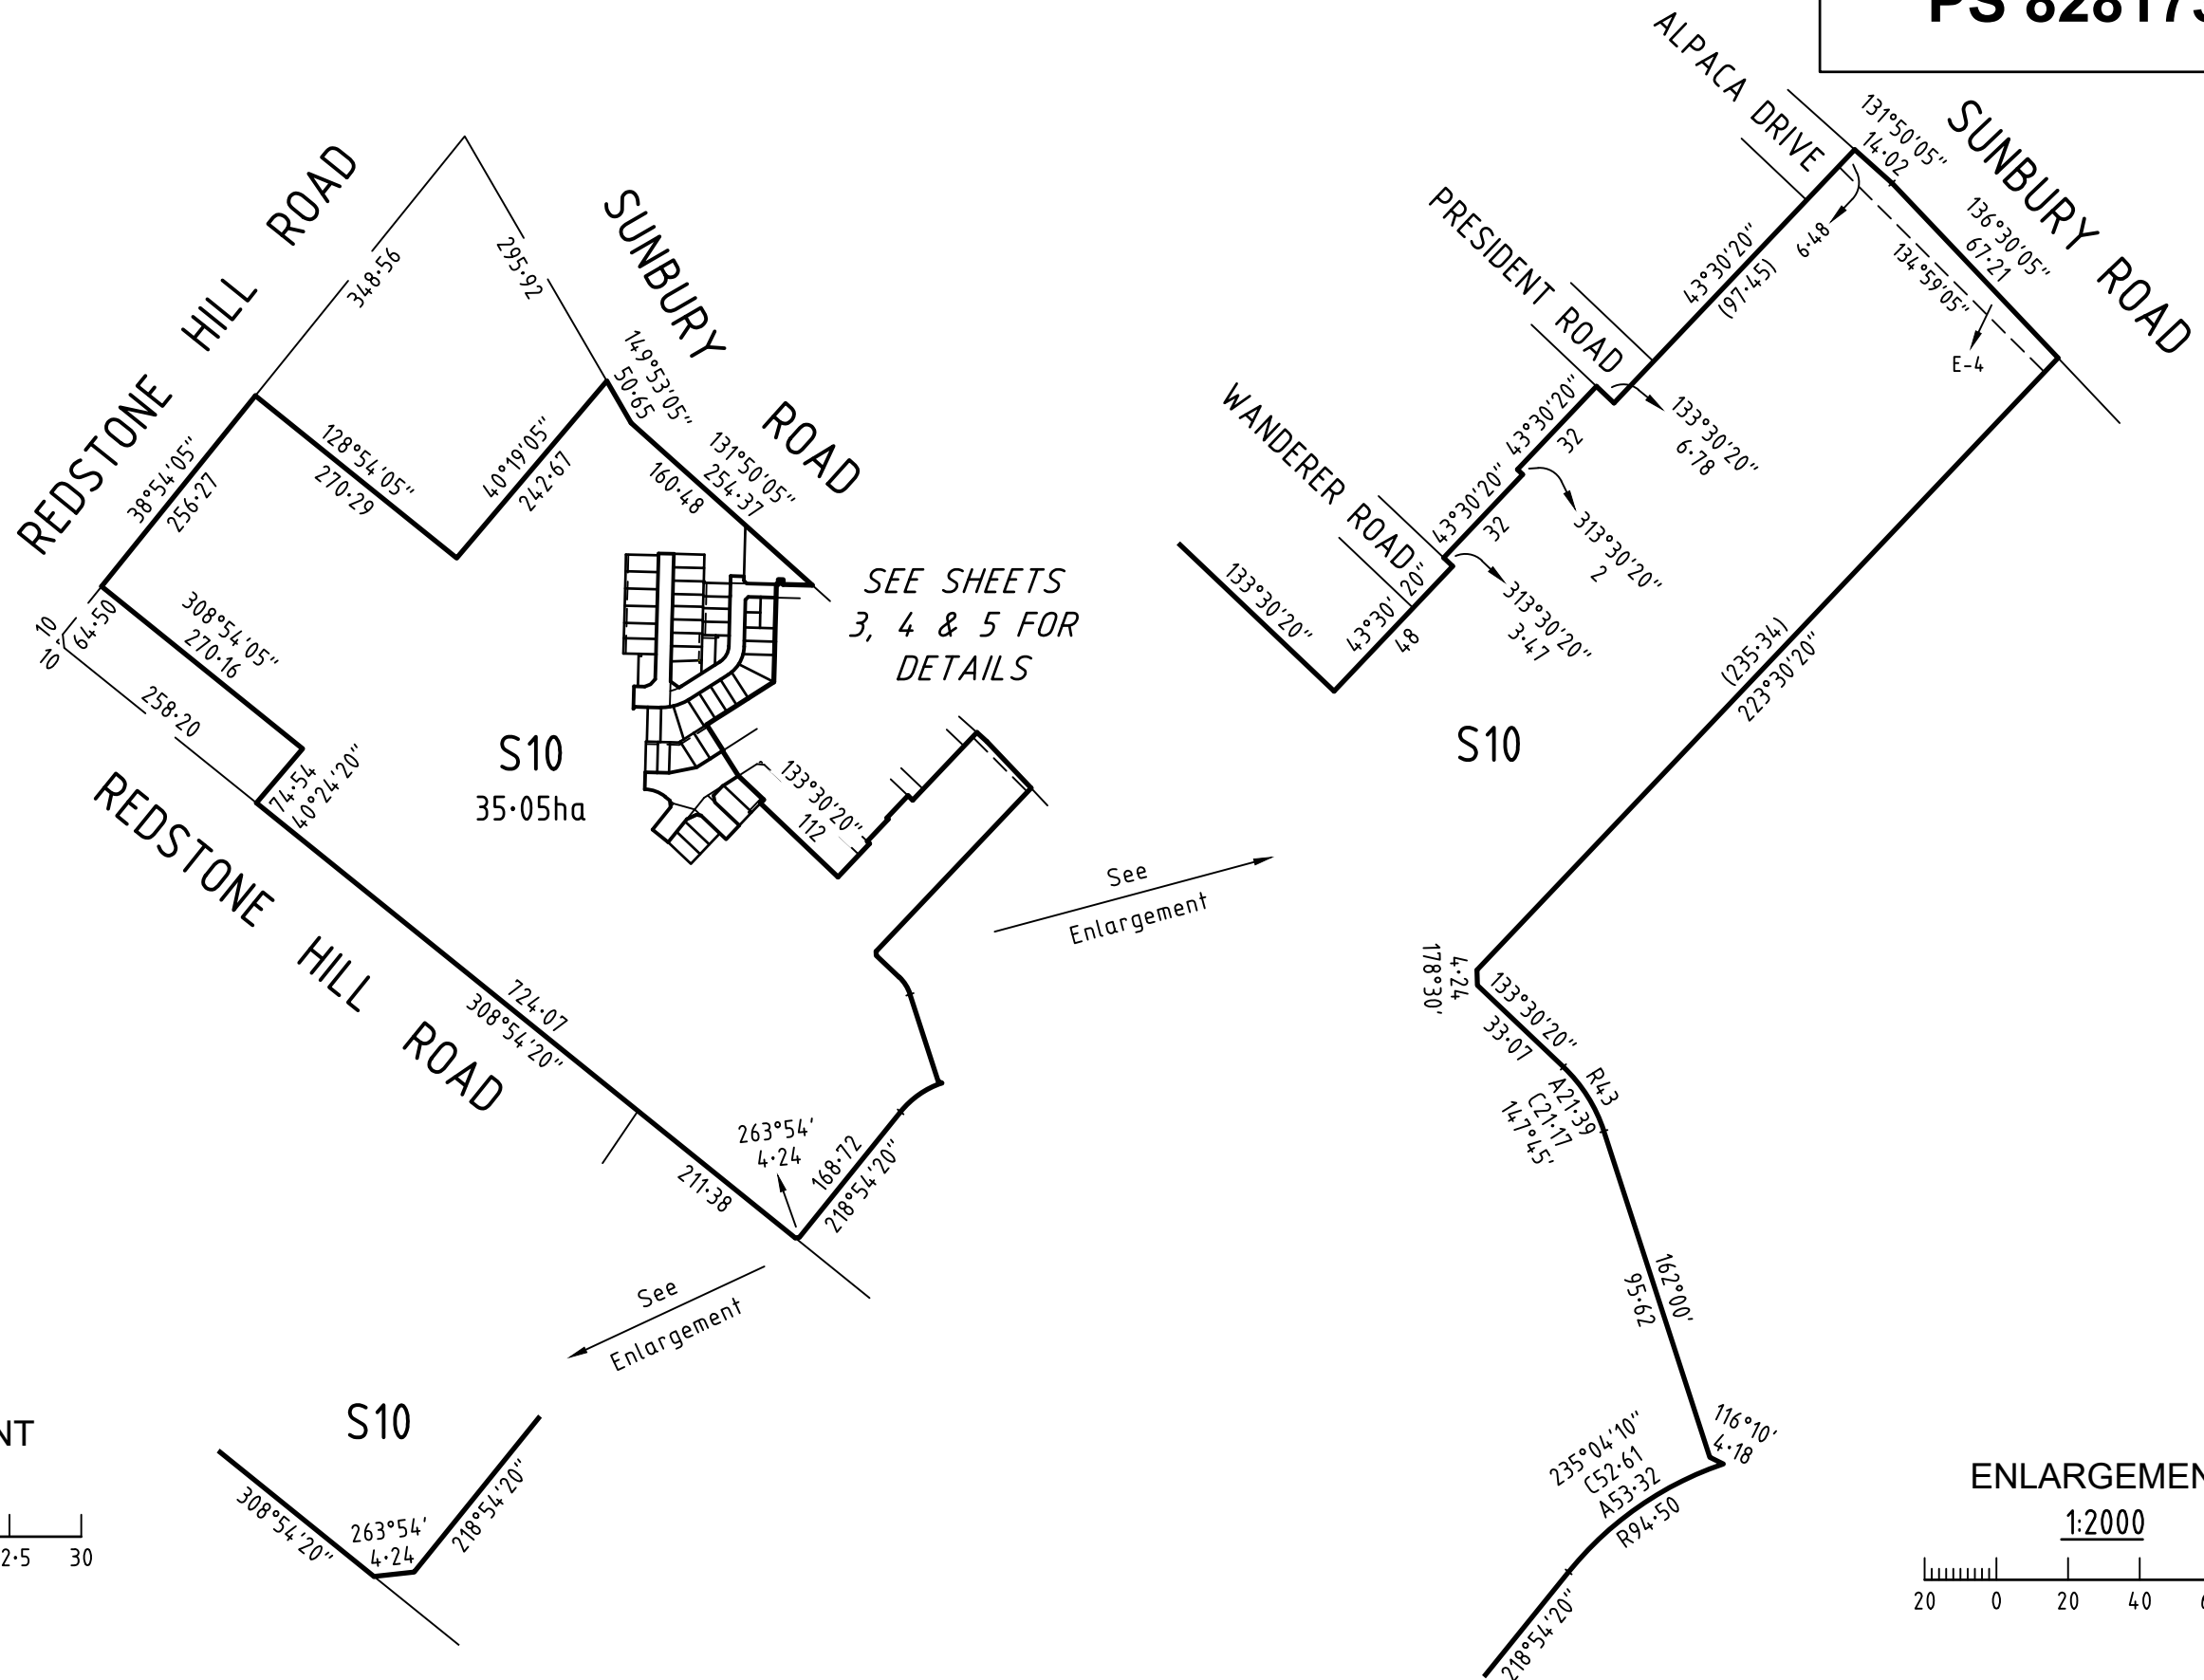 PS 828175
ALPACA DRIVE
131°50'05"
14·02
SUNBURY ROAD
136°30'05"
67·21
134°59'05"
6·48
E-4
43°30'20"
(97·45)
PRESIDENT ROAD
133°30'20"
6·78
43°30'20"
32
313°30'20"
2
43°30'20"
32
WANDERER ROAD
313°30'20"
3·47
43°30'20"
48
133°30'20"
(235·34)
223°30'20"
S10
4·24
178°30'
133°30'20"
33·07
R43
A21·39
C21·17
147°45'
162°00'
95·62
116°10'
4·18
235°04'10"
C52·61
A53·32
R94·50
218°54'20"
ENLARGEMEN
1:2000
20 0 20 40
REDSTONE HILL ROAD
348·56
295·92
SUNBURY ROAD
149°53'05"
50·65
131°50'05"
254·37
160·48
38°54'05"
256·27
128°54'05"
270·29
40°19'05"
242·67
SEE SHEETS
3, 4 & 5 FOR
DETAILS
10
10
64·50
308°54'05"
270·16
258·20
74·54
40°24'20"
S10
35·05ha
133°30'20"
112
REDSTONE HILL ROAD
724·07
308°54'20"
See
Enlargement
263°54'
4·24
168·72
218°54'20"
211·38
See
Enlargement
S10
308°54'20"
263°54'
4·24
218°54'20"
NT
2·5 30